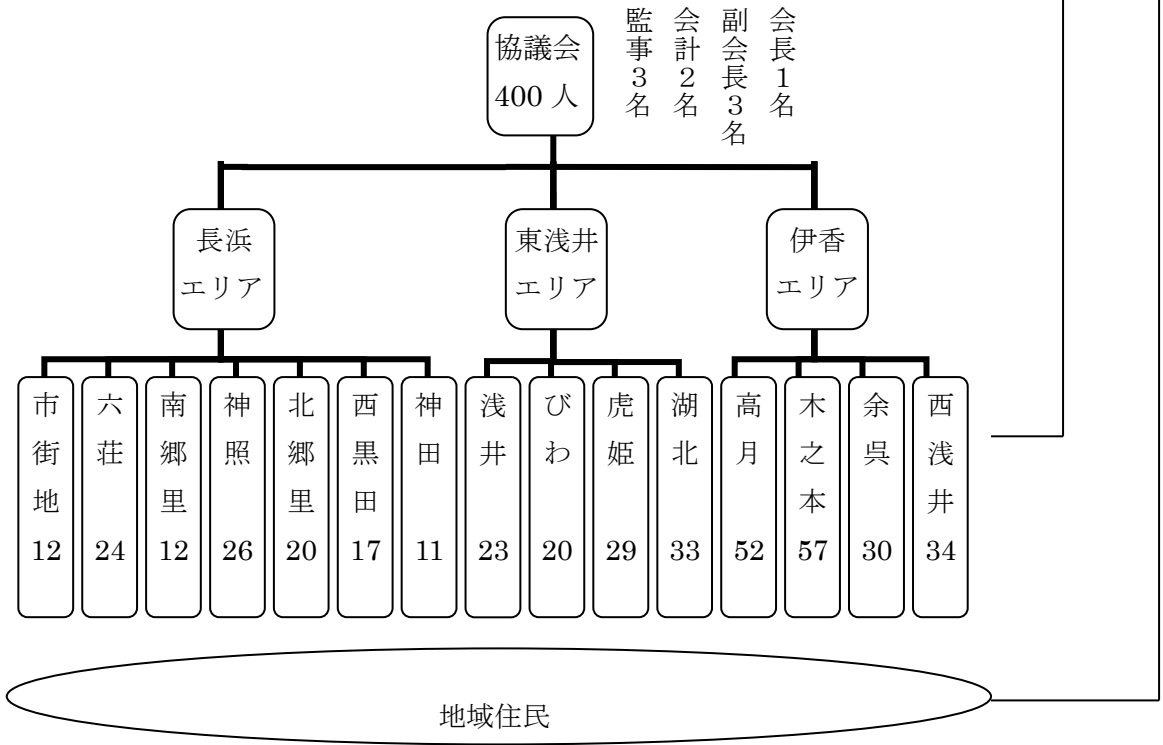 協議会
400 人
会長1名
副会長3名
会計2名
監事3名
長浜
エリア
東浅井
エリア
伊香
エリア
市街地
12
六荘
24
南郷里
12
神照
26
北郷里
20
西黒田
17
神田
11
浅井
23
びわ
20
虎姫
29
湖北
33
高月
52
木之本
57
余呉
30
西浅井
34
地域住民